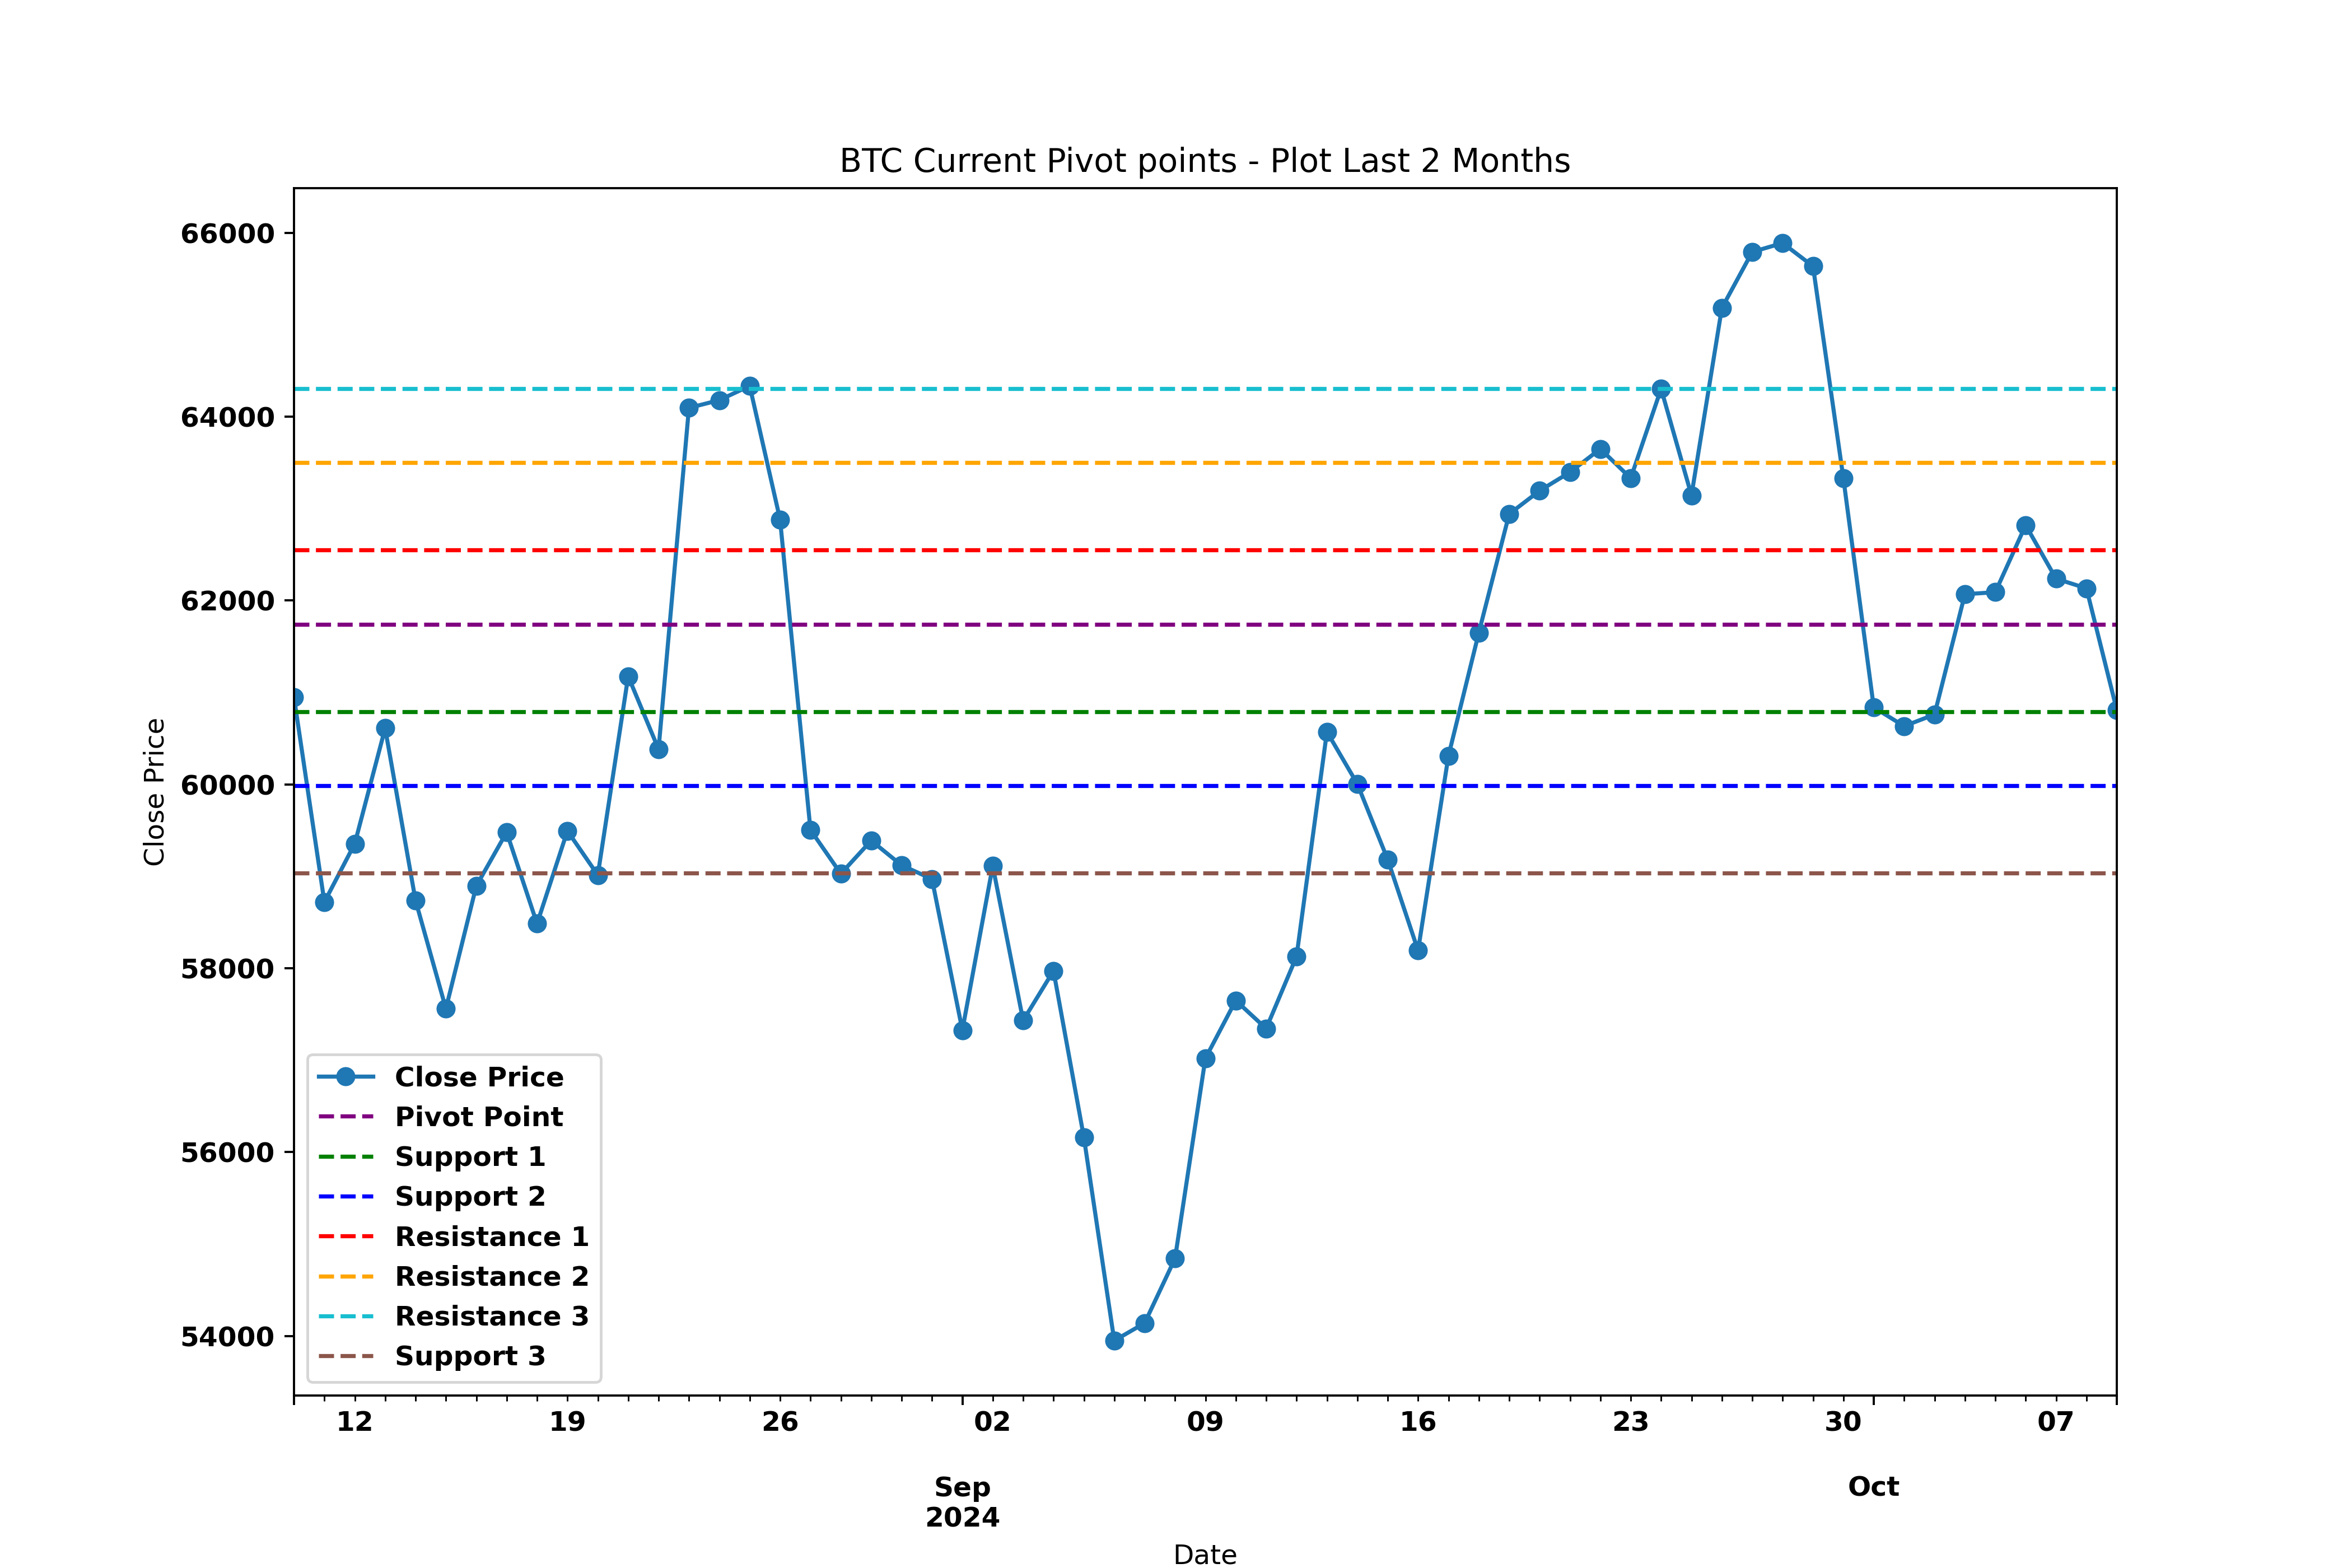 BTC Current Pivot points - Plot Last 2 Months
66000
64000
62000
60000
58000
56000
54000
Close Price
Close Price
Pivot Point
Support 1
Support 2
Resistance 1
Resistance 2
Resistance 3
Support 3
12 19 26 02 09 16 23 30 07
Sep Oct
2024
Date